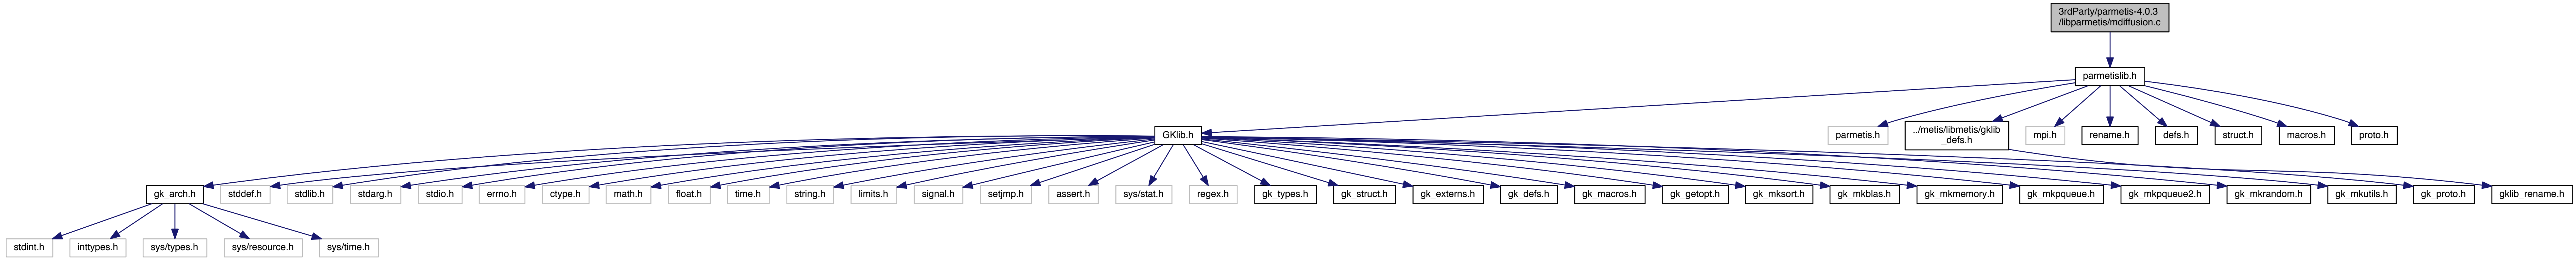 3rdParty/parmetis-4.0.3
/libparmetis/mdiffusion.c
parmetislib.h
GKlib.h
parmetis.h
../metis/libmetis/gklib
_defs.h
mpi.h
rename.h
defs.h
struct.h
macros.h
proto.h
gk_arch.h
stddef.h
stdlib.h
stdarg.h
stdio.h
errno.h
ctype.h
math.h
float.h
time.h
string.h
limits.h
signal.h
setjmp.h
assert.h
sys/stat.h
regex.h
gk_types.h
gk_struct.h
gk_externs.h
gk_defs.h
gk_macros.h
gk_getopt.h
gk_mksort.h
gk_mkblas.h
gk_mkmemory.h
gk_mkpqueue.h
gk_mkpqueue2.h
gk_mkrandom.h
gk_mkutils.h
gk_proto.h
gklib_rename.h
stdint.h
inttypes.h
sys/types.h
sys/resource.h
sys/time.h